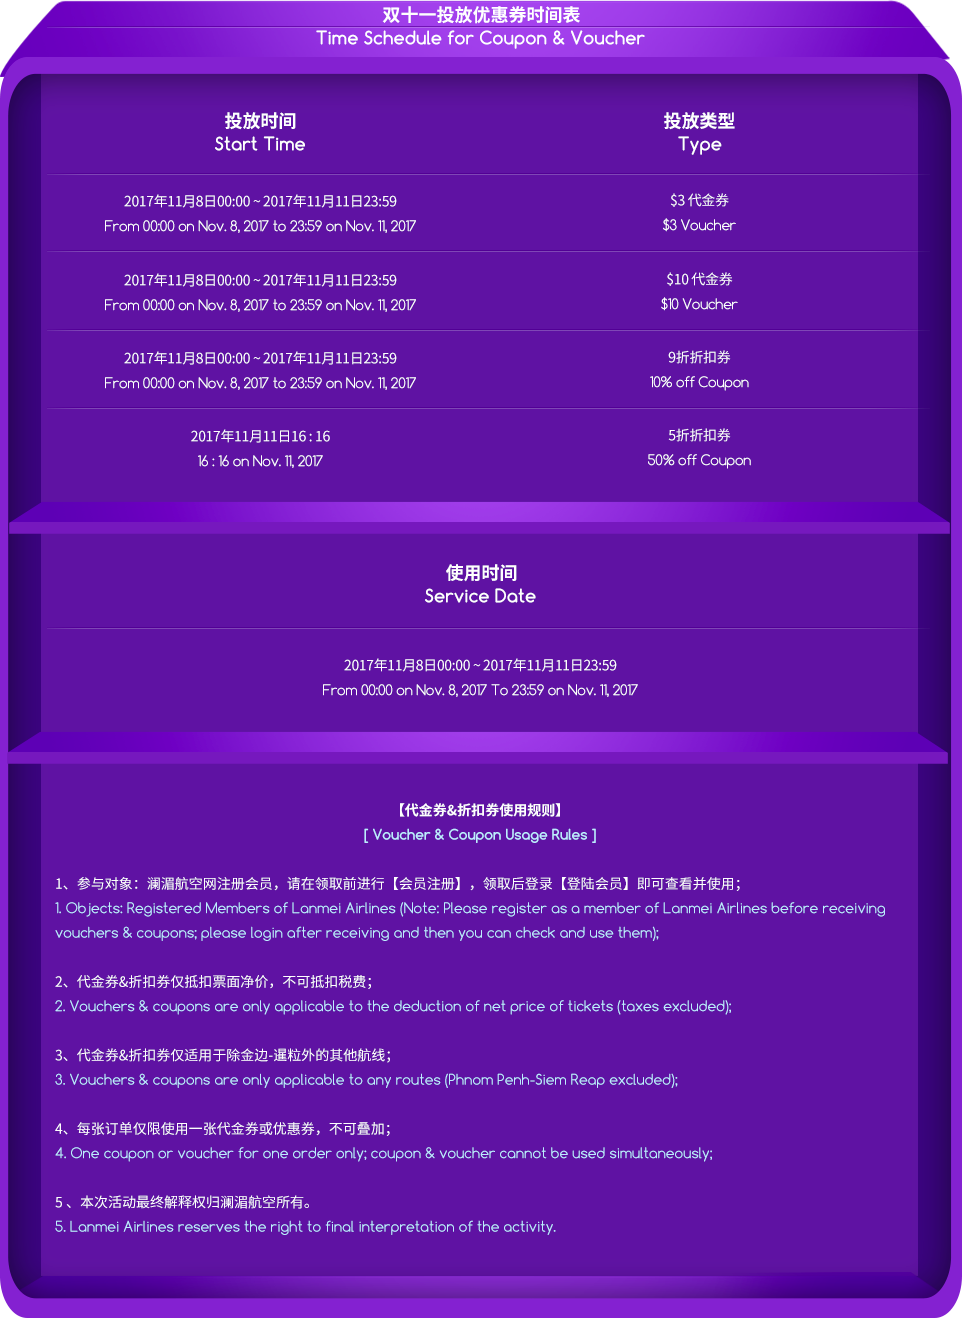 双十一投放优惠券时间表
Time Schedule for Coupon & Voucher
投放时间
Start Time
投放类型
Type
2017年11月8日00:00 ~ 2017年11月11日23:59
From 00:00 on Nov. 8, 2017 to 23:59 on Nov. 11, 2017
$3 代金券
$3 Voucher
2017年11月8日00:00 ~ 2017年11月11日23:59
From 00:00 on Nov. 8, 2017 to 23:59 on Nov. 11, 2017
$10 代金券
$10 Voucher
2017年11月8日00:00 ~ 2017年11月11日23:59
From 00:00 on Nov. 8, 2017 to 23:59 on Nov. 11, 2017
9折折扣券
10% off Coupon
2017年11月11日16 : 16
16 : 16 on Nov. 11, 2017
5折折扣券
50% off Coupon
使用时间
Service Date
2017年11月8日00:00 ~ 2017年11月11日23:59
From 00:00 on Nov. 8, 2017 To 23:59 on Nov. 11, 2017
【代金券&折扣券使用规则】
[ Voucher & Coupon Usage Rules ]
1、参与对象：澜湄航空网注册会员，请在领取前进行【会员注册】，领取后登录【登陆会员】即可查看并使用；
1. Objects: Registered Members of Lanmei Airlines (Note: Please register as a member of Lanmei Airlines before receiving
vouchers & coupons; please login after receiving and then you can check and use them);
2、代金券&折扣券仅抵扣票面净价，不可抵扣税费；
2. Vouchers & coupons are only applicable to the deduction of net price of tickets (taxes excluded);
3、代金券&折扣券仅适用于除金边-暹粒外的其他航线；
3. Vouchers & coupons are only applicable to any routes (Phnom Penh-Siem Reap excluded);
4、每张订单仅限使用一张代金券或优惠券，不可叠加；
4. One coupon or voucher for one order only; coupon & voucher cannot be used simultaneously;
5 、本次活动最终解释权归澜湄航空所有。
5. Lanmei Airlines reserves the right to final interpretation of the activity.